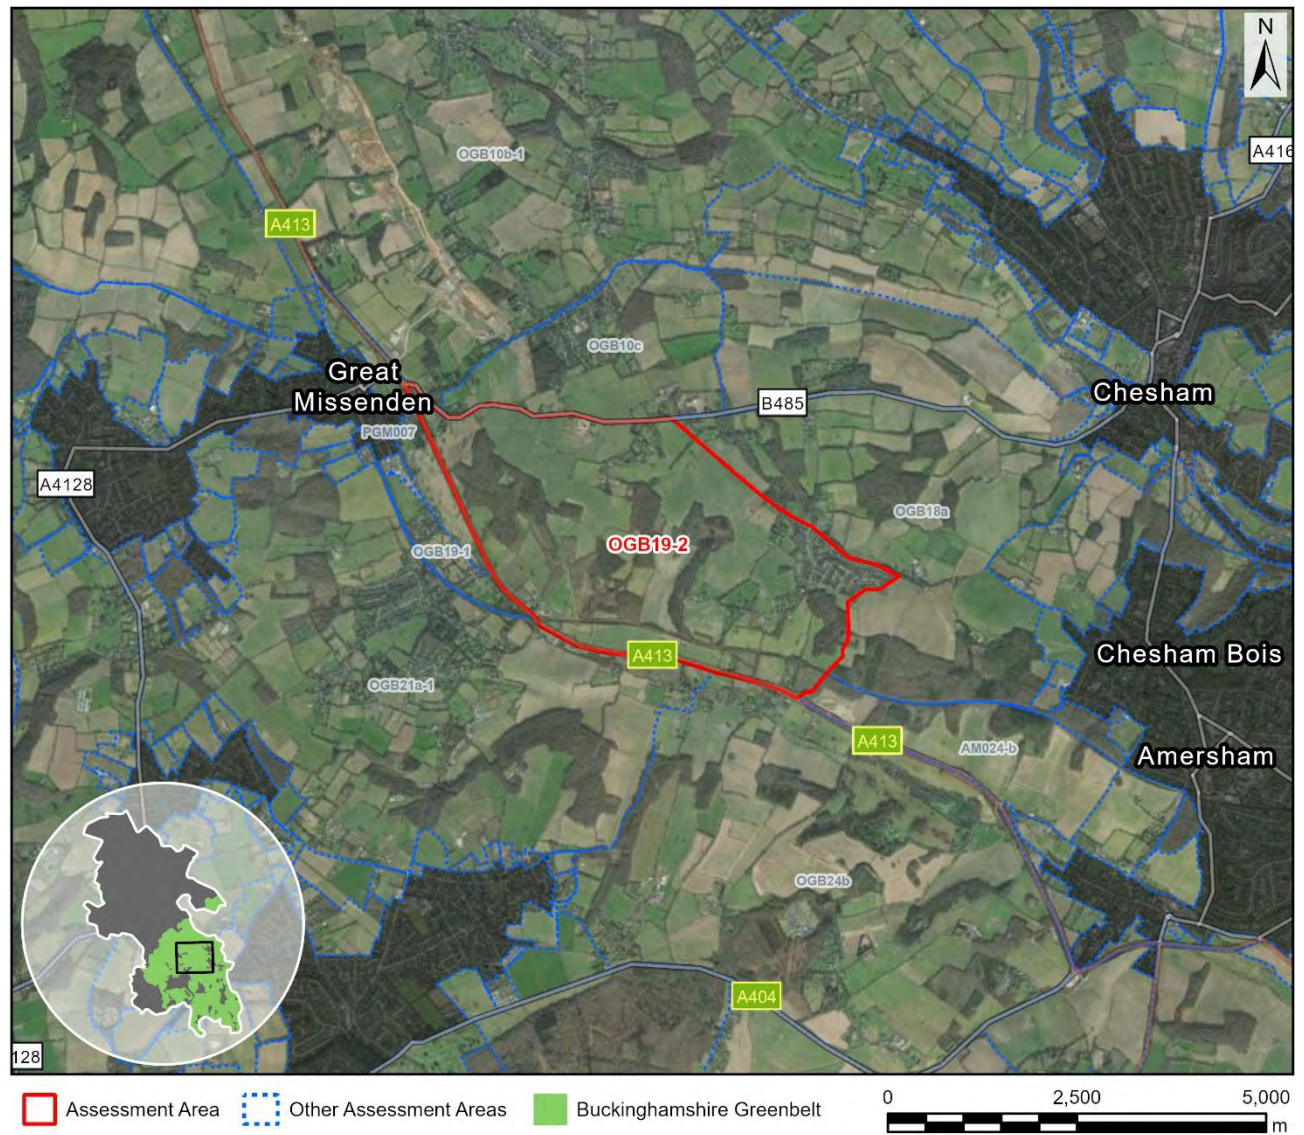 N
A416
OGB10b-1
A413
OGB10c
Great
Missenden
Chesham
B485
PGM007
A4128
OGB18a
OGB19-2
OGB19-1
A413
Chesham Bois
OGB21a-1
A413
AM024-b
Amersham
OGB24b
A404
128
Assessment Area
Other Assessment Areas
Buckinghamshire Greenbelt
0 2,500 5,000
m